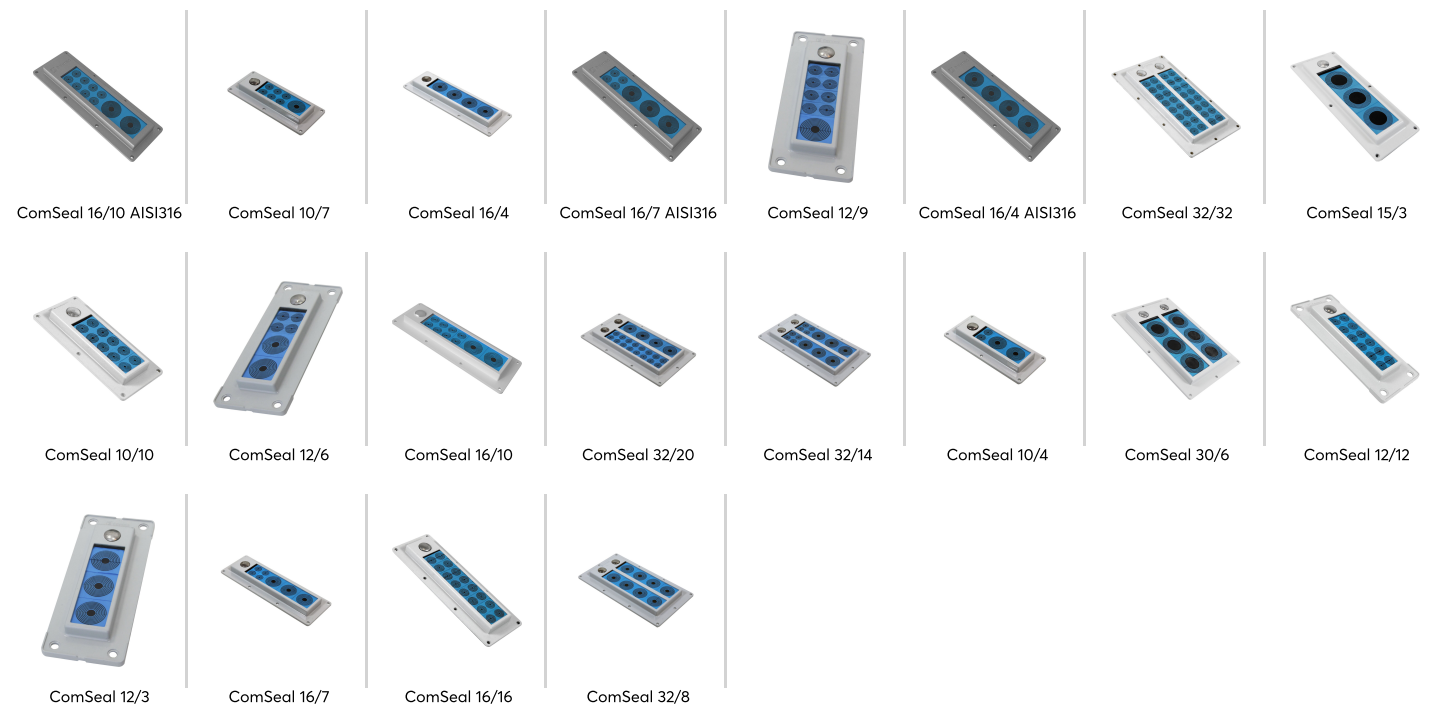 ComSeal 16/10 AISI316
ComSeal 10/7
ComSeal 16/4
ComSeal 16/7 AISI316
ComSeal 12/9
ComSeal 16/4 AISI316
ComSeal 32/32
ComSeal 15/3
ComSeal 10/10
ComSeal 12/6
ComSeal 16/10
ComSeal 32/20
ComSeal 32/14
ComSeal 10/4
ComSeal 30/6
ComSeal 12/12
ComSeal 12/3
ComSeal 16/7
ComSeal 16/16
ComSeal 32/8